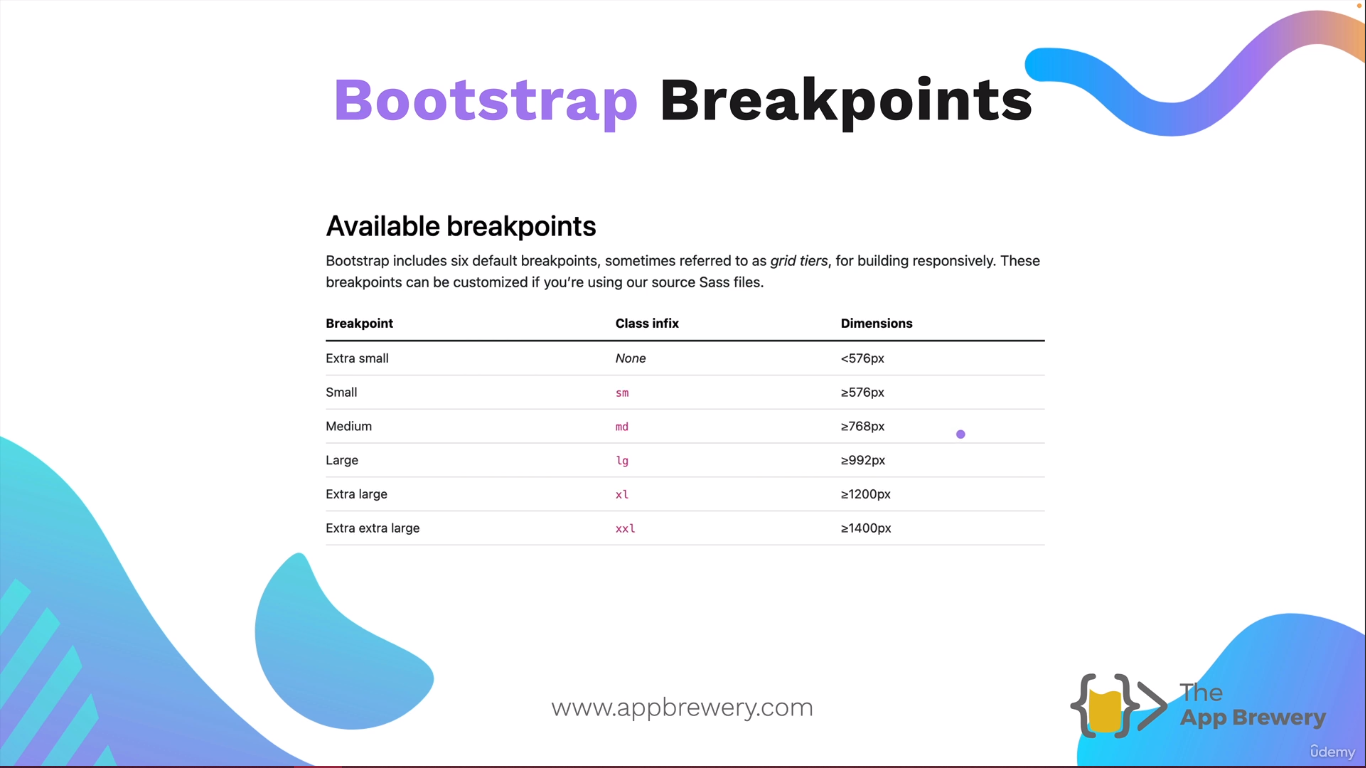 Bootstrap Breakpoints
Available breakpoints
Bootstrap includes six default breakpoints, sometimes referred to as grid tiers, for building responsively. These
breakpoints can be customized if you’re using our source Sass files.
Breakpoint Class infix Dimensions
Extra small None <576px
Small sm ≥576px
Medium md ≥768px
Large lg ≥992px
Extra large xl ≥1200px
Extra extra large xxl ≥1400px
www.appbrewery.com
The
App Brewery
udemy